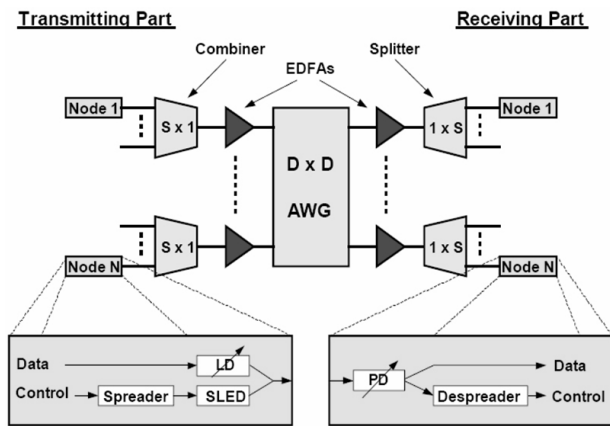 Transmitting Part
Receiving Part
Combiner
EDFAs
Splitter
Node 1
S x 1
1 x S
Node 1
D x D
AWG
S x 1
1 x S
Node N
Node N
Data
LD
Control
Spreader
SLED
PD
Data
Despreader
Control